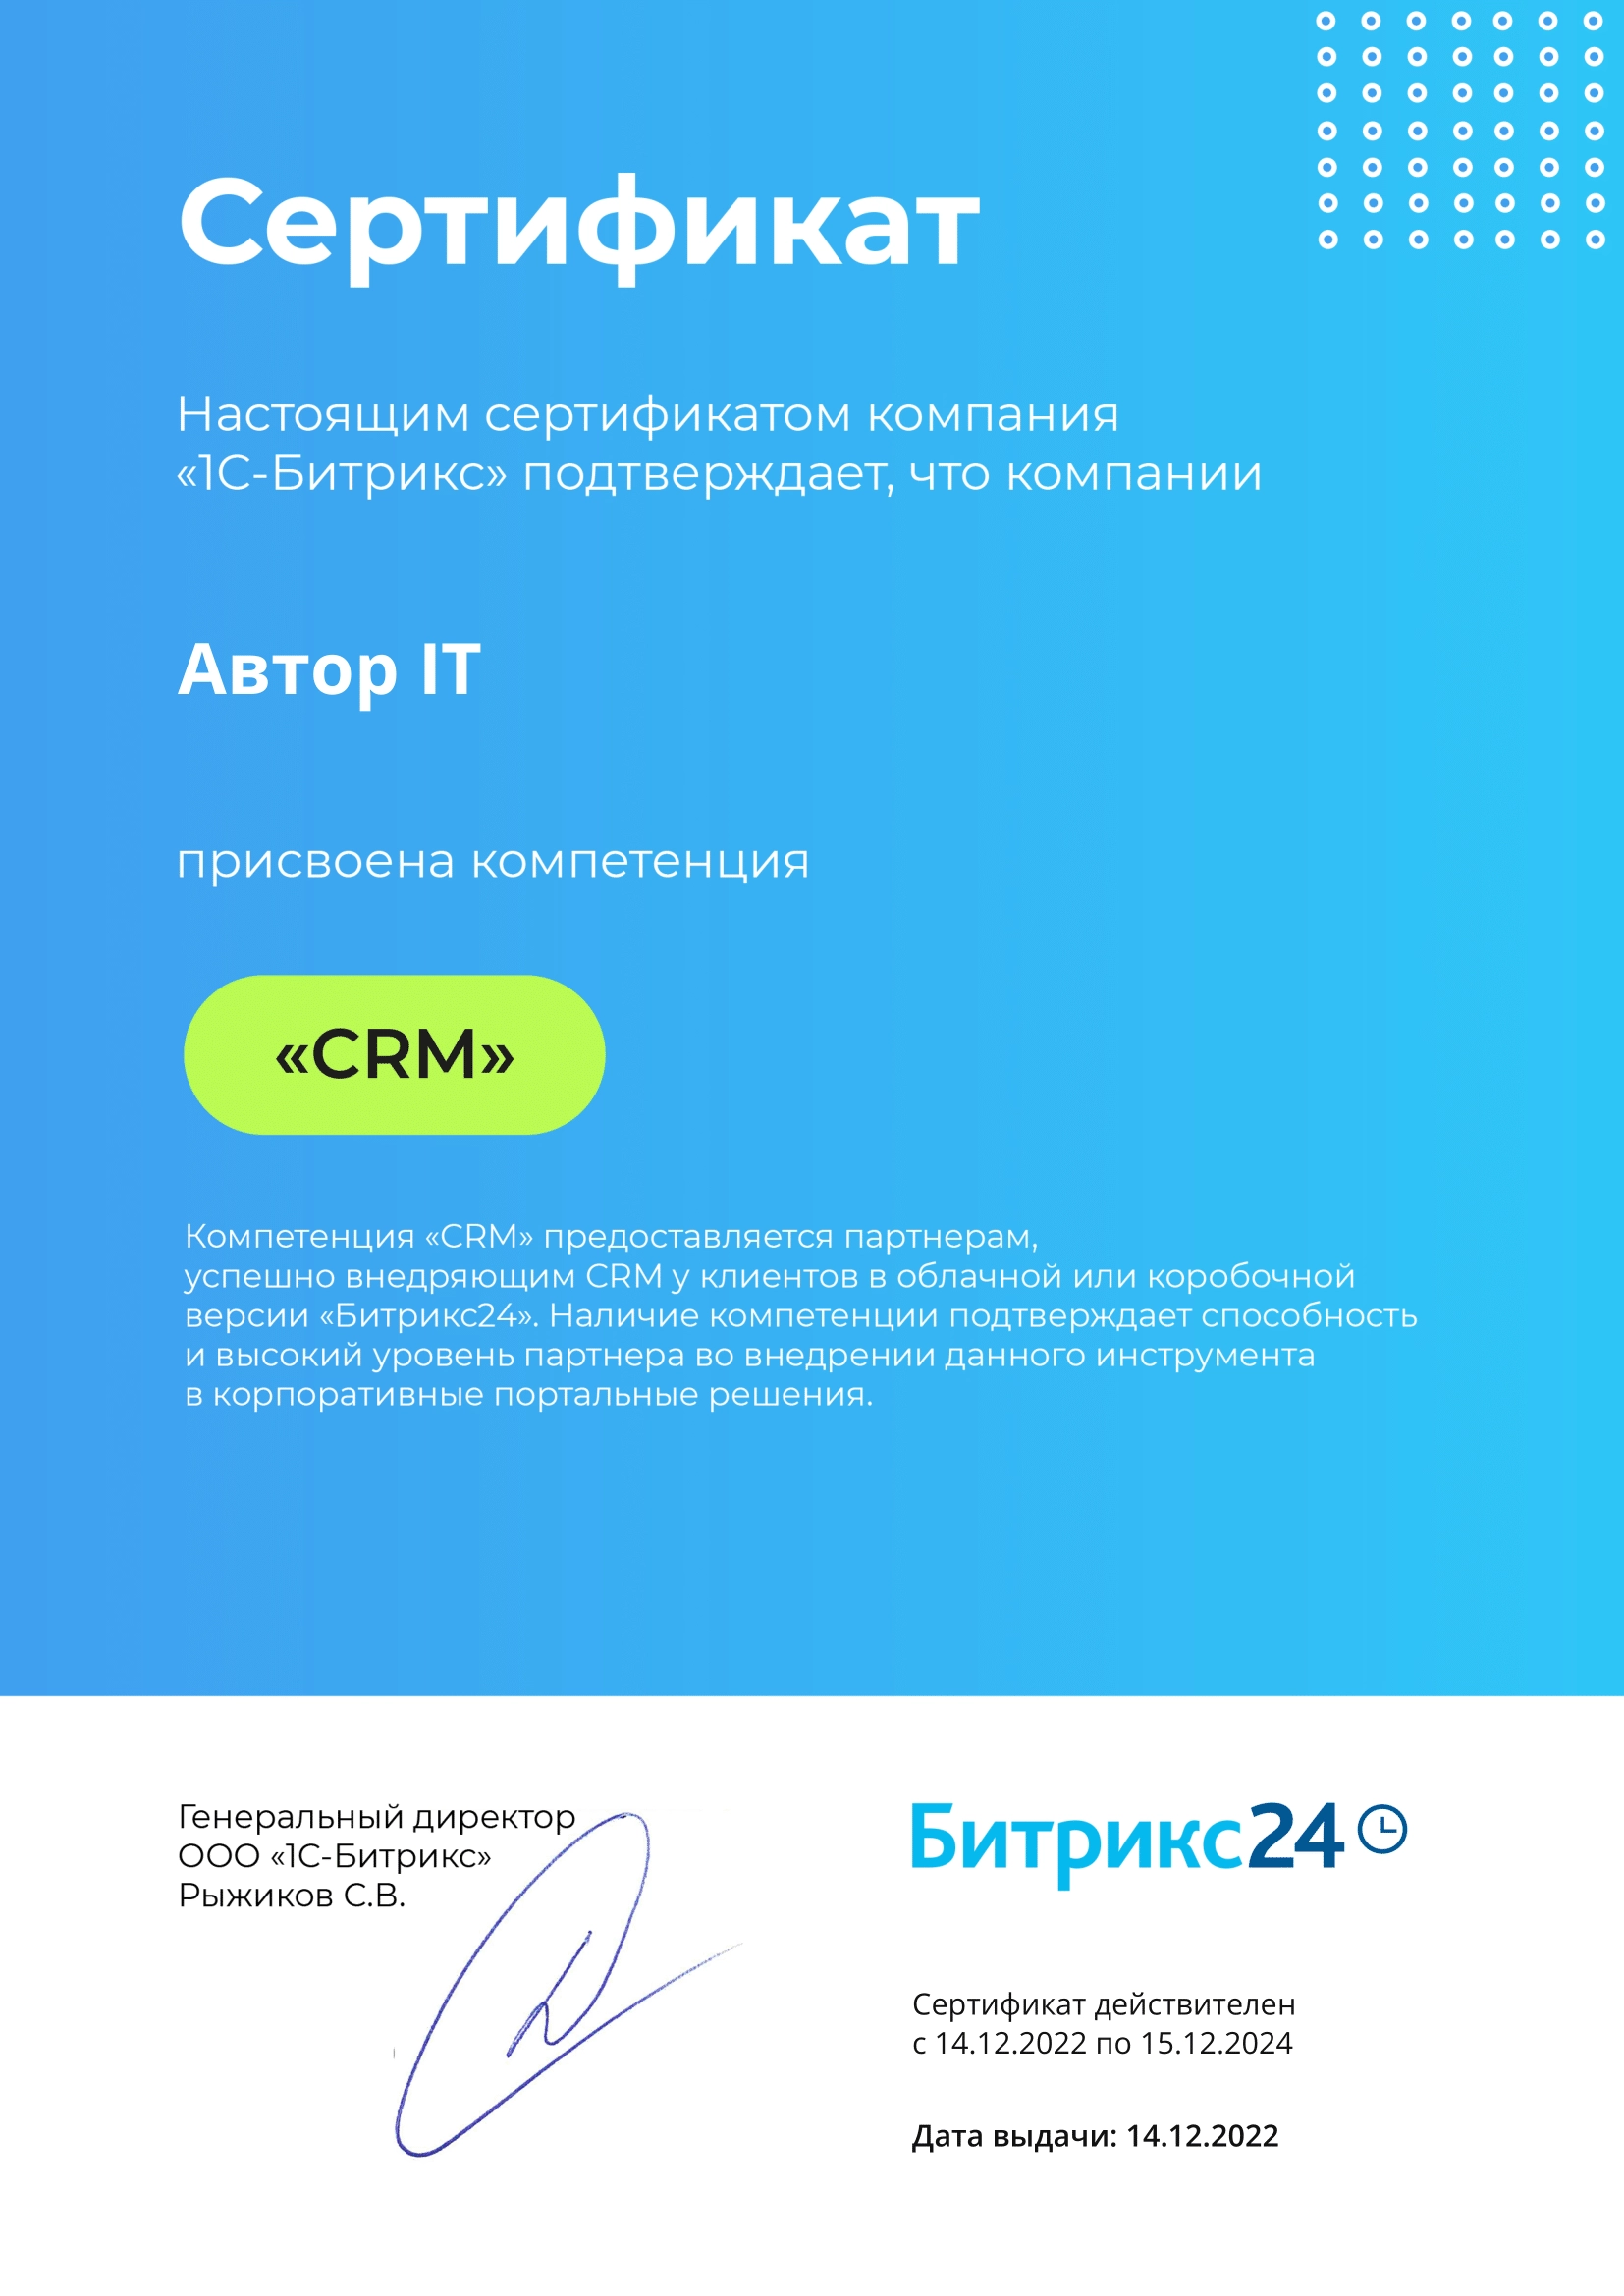 Сертификат
Настоящим сертификатом компания
«1С-Битрикс» подтверждает, что компании
Автор IT
присвоена компетенция
«CRM»
Компетенция «CRM» предоставляется партнерам,
успешно внедряющим CRM у клиентов в облачной или коробочной
версии «Битрикс24». Наличие компетенции подтверждает способность
и высокий уровень партнера во внедрении данного инструмента
в корпоративные портальные решения.
Генеральный директор
ООО «1С-Битрикс»
Рыжиков С.В.
Битрикс24
Сертификат действителен
с 14.12.2022 по 15.12.2024
Дата выдачи: 14.12.2022